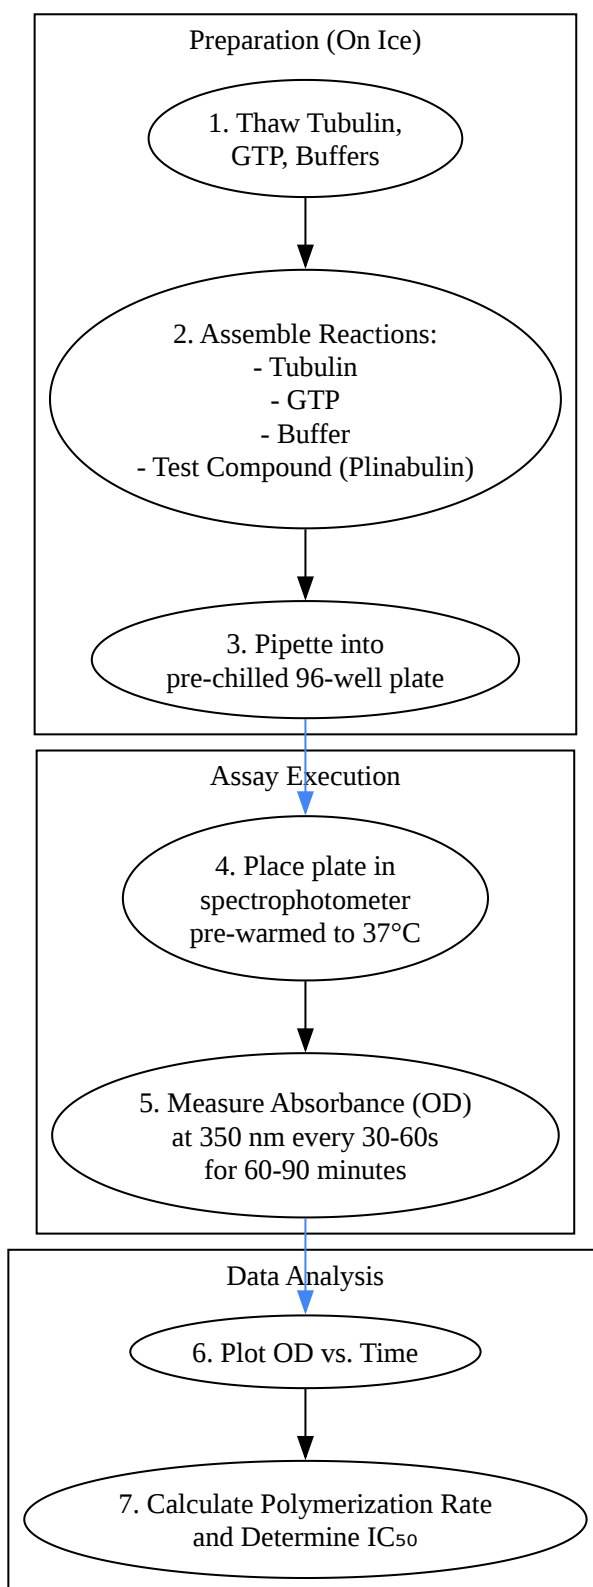 Preparation (On Ice)
1. Thaw Tubulin,
GTP, Buffers
2. Assemble Reactions:
- Tubulin
- GTP
- Buffer
- Test Compound (Plinabulin)
3. Pipette into
pre-chilled 96-well plate
Assay Execution
4. Place plate in
spectrophotometer
pre-warmed to 37°C
5. Measure Absorbance (OD)
at 350 nm every 30-60s
for 60-90 minutes
Data Analysis
6. Plot OD vs. Time
7. Calculate Polymerization Rate
and Determine IC₅₀